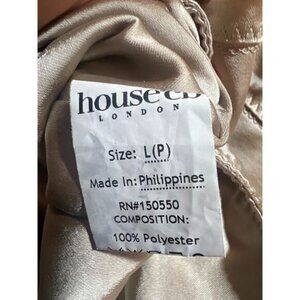 house
LONDON
Size: L(P)
Made In: Philippines
RN#150550
COMPOSITION:
100% Polyester